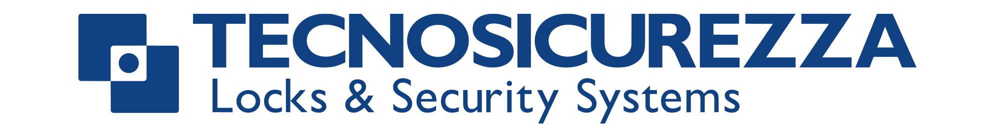 TECNOSICUREZZA
Locks & Security Systems